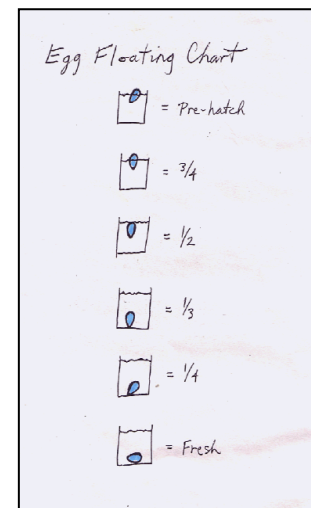 Egg Floating Chart
= Pre-hatch
= 3/4
= 1/2
= 1/3
= 1/4
= Fresh